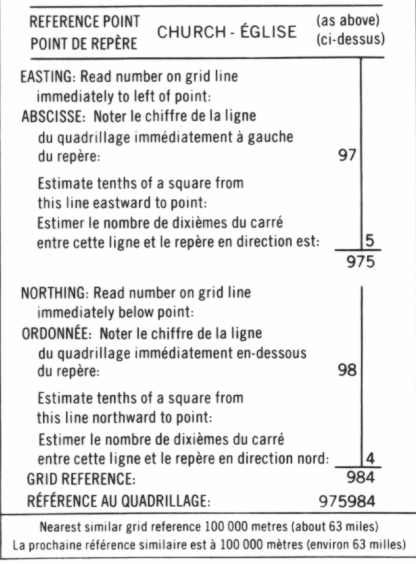 REFERENCE POINT CHURCH - ÉGLISE (as above)
POINT DE REPÈRE (ci-dessus)
EASTING: Read number on grid line
immediately to left of point:
ABSCISSE: Noter le chiffre de la ligne
du quadrillage immédiatement à gauche
du repère: 97
Estimate tenths of a square from
this line eastward to point:
Estimer le nombre de dixièmes du carré
entre cette ligne et le repère en direction est: 5
975
NORTHING: Read number on grid line
immediately below point:
ORDONNÉE: Noter le chiffre de la ligne
du quadrillage immédiatement en-dessous
du repère: 98
Estimate tenths of a square from
this line northward to point:
Estimer le nombre de dixièmes du carré
entre cette ligne et le repère en direction nord: 4
GRID REFERENCE: 984
RÉFÉRENCE AU QUADRILLAGE: 975984
Nearest similar grid reference 100 000 metres (about 63 miles)
La prochaine référence similaire est à 100 000 mètres (environ 63 milles)